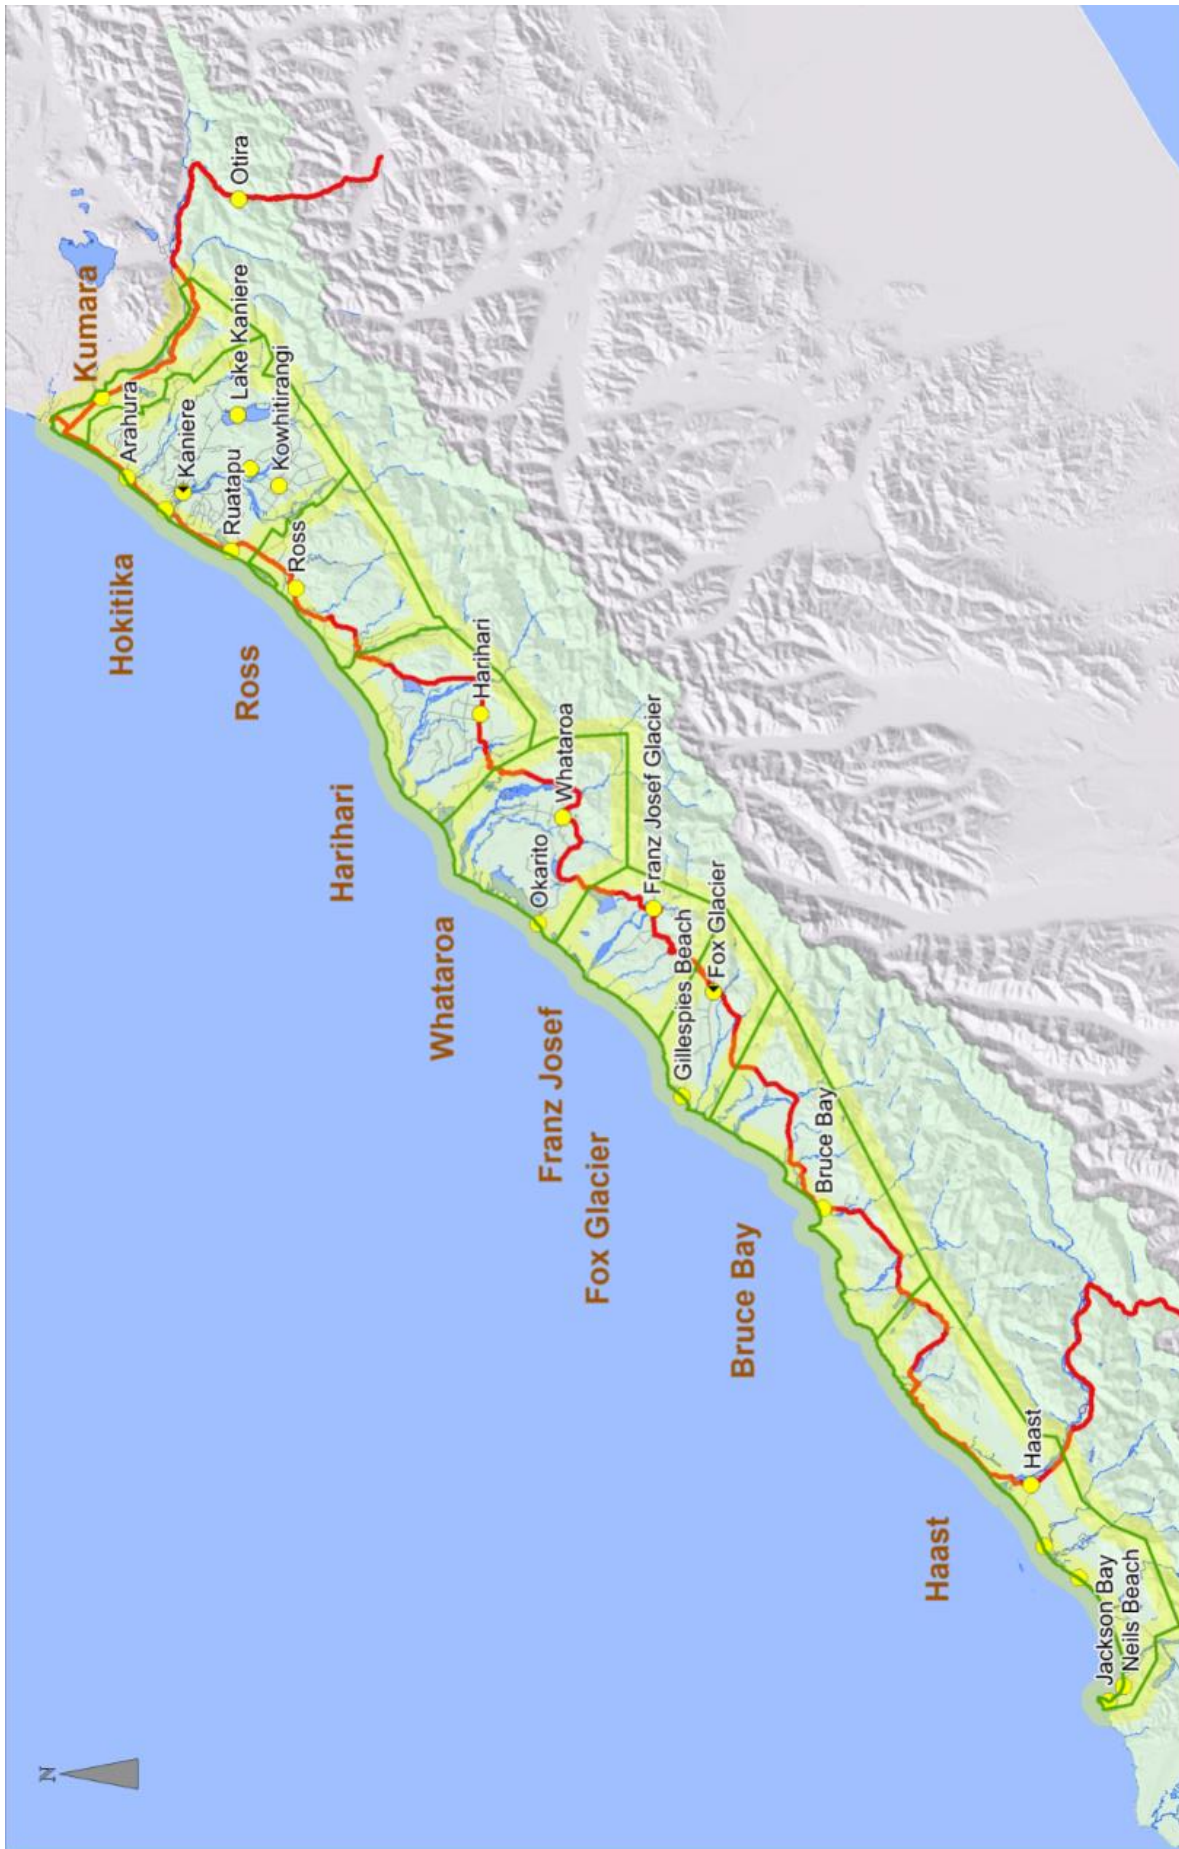 N
Kumara
Hokitika
Ross
Harihari
Whataroa
Franz Josef
Fox Glacier
Bruce Bay
Haast
Otira
Arahura
Kaniere
Lake Kaniere
Kowhitirangi
Ruatapu
Ross
Harihari
Whataroa
Okarito
Franz Josef Glacier
Gillespies Beach
Fox Glacier
Bruce Bay
Haast
Jackson Bay
Neils Beach